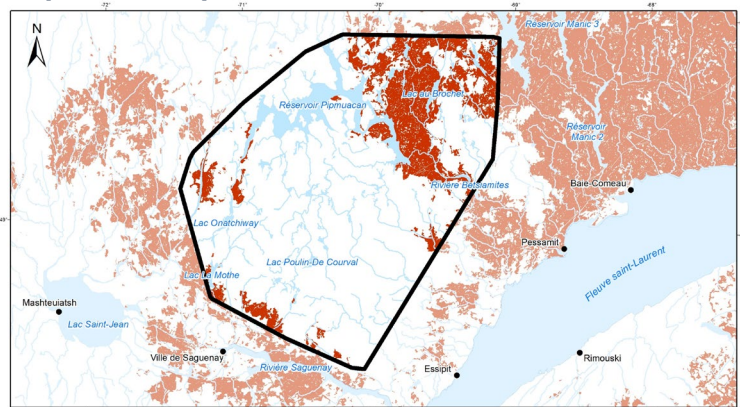 -72
-71
-70
-69
-68
N
Réservoir Manic 3
Lac au Brochet
Réservoir Pipmuacan
Réservoir
Manic 2
Rivière Betsiamites
Baie-Comeau
49
Lac Onatchiway
Pessamit
Lac Poulin-De Courval
Fleuve saint-Laurent
Lac La Mothe
Mashteuiatsh
Lac Saint-Jean
Ville de Saguenay
Rimouski
Rivière Saguenay
Essipit